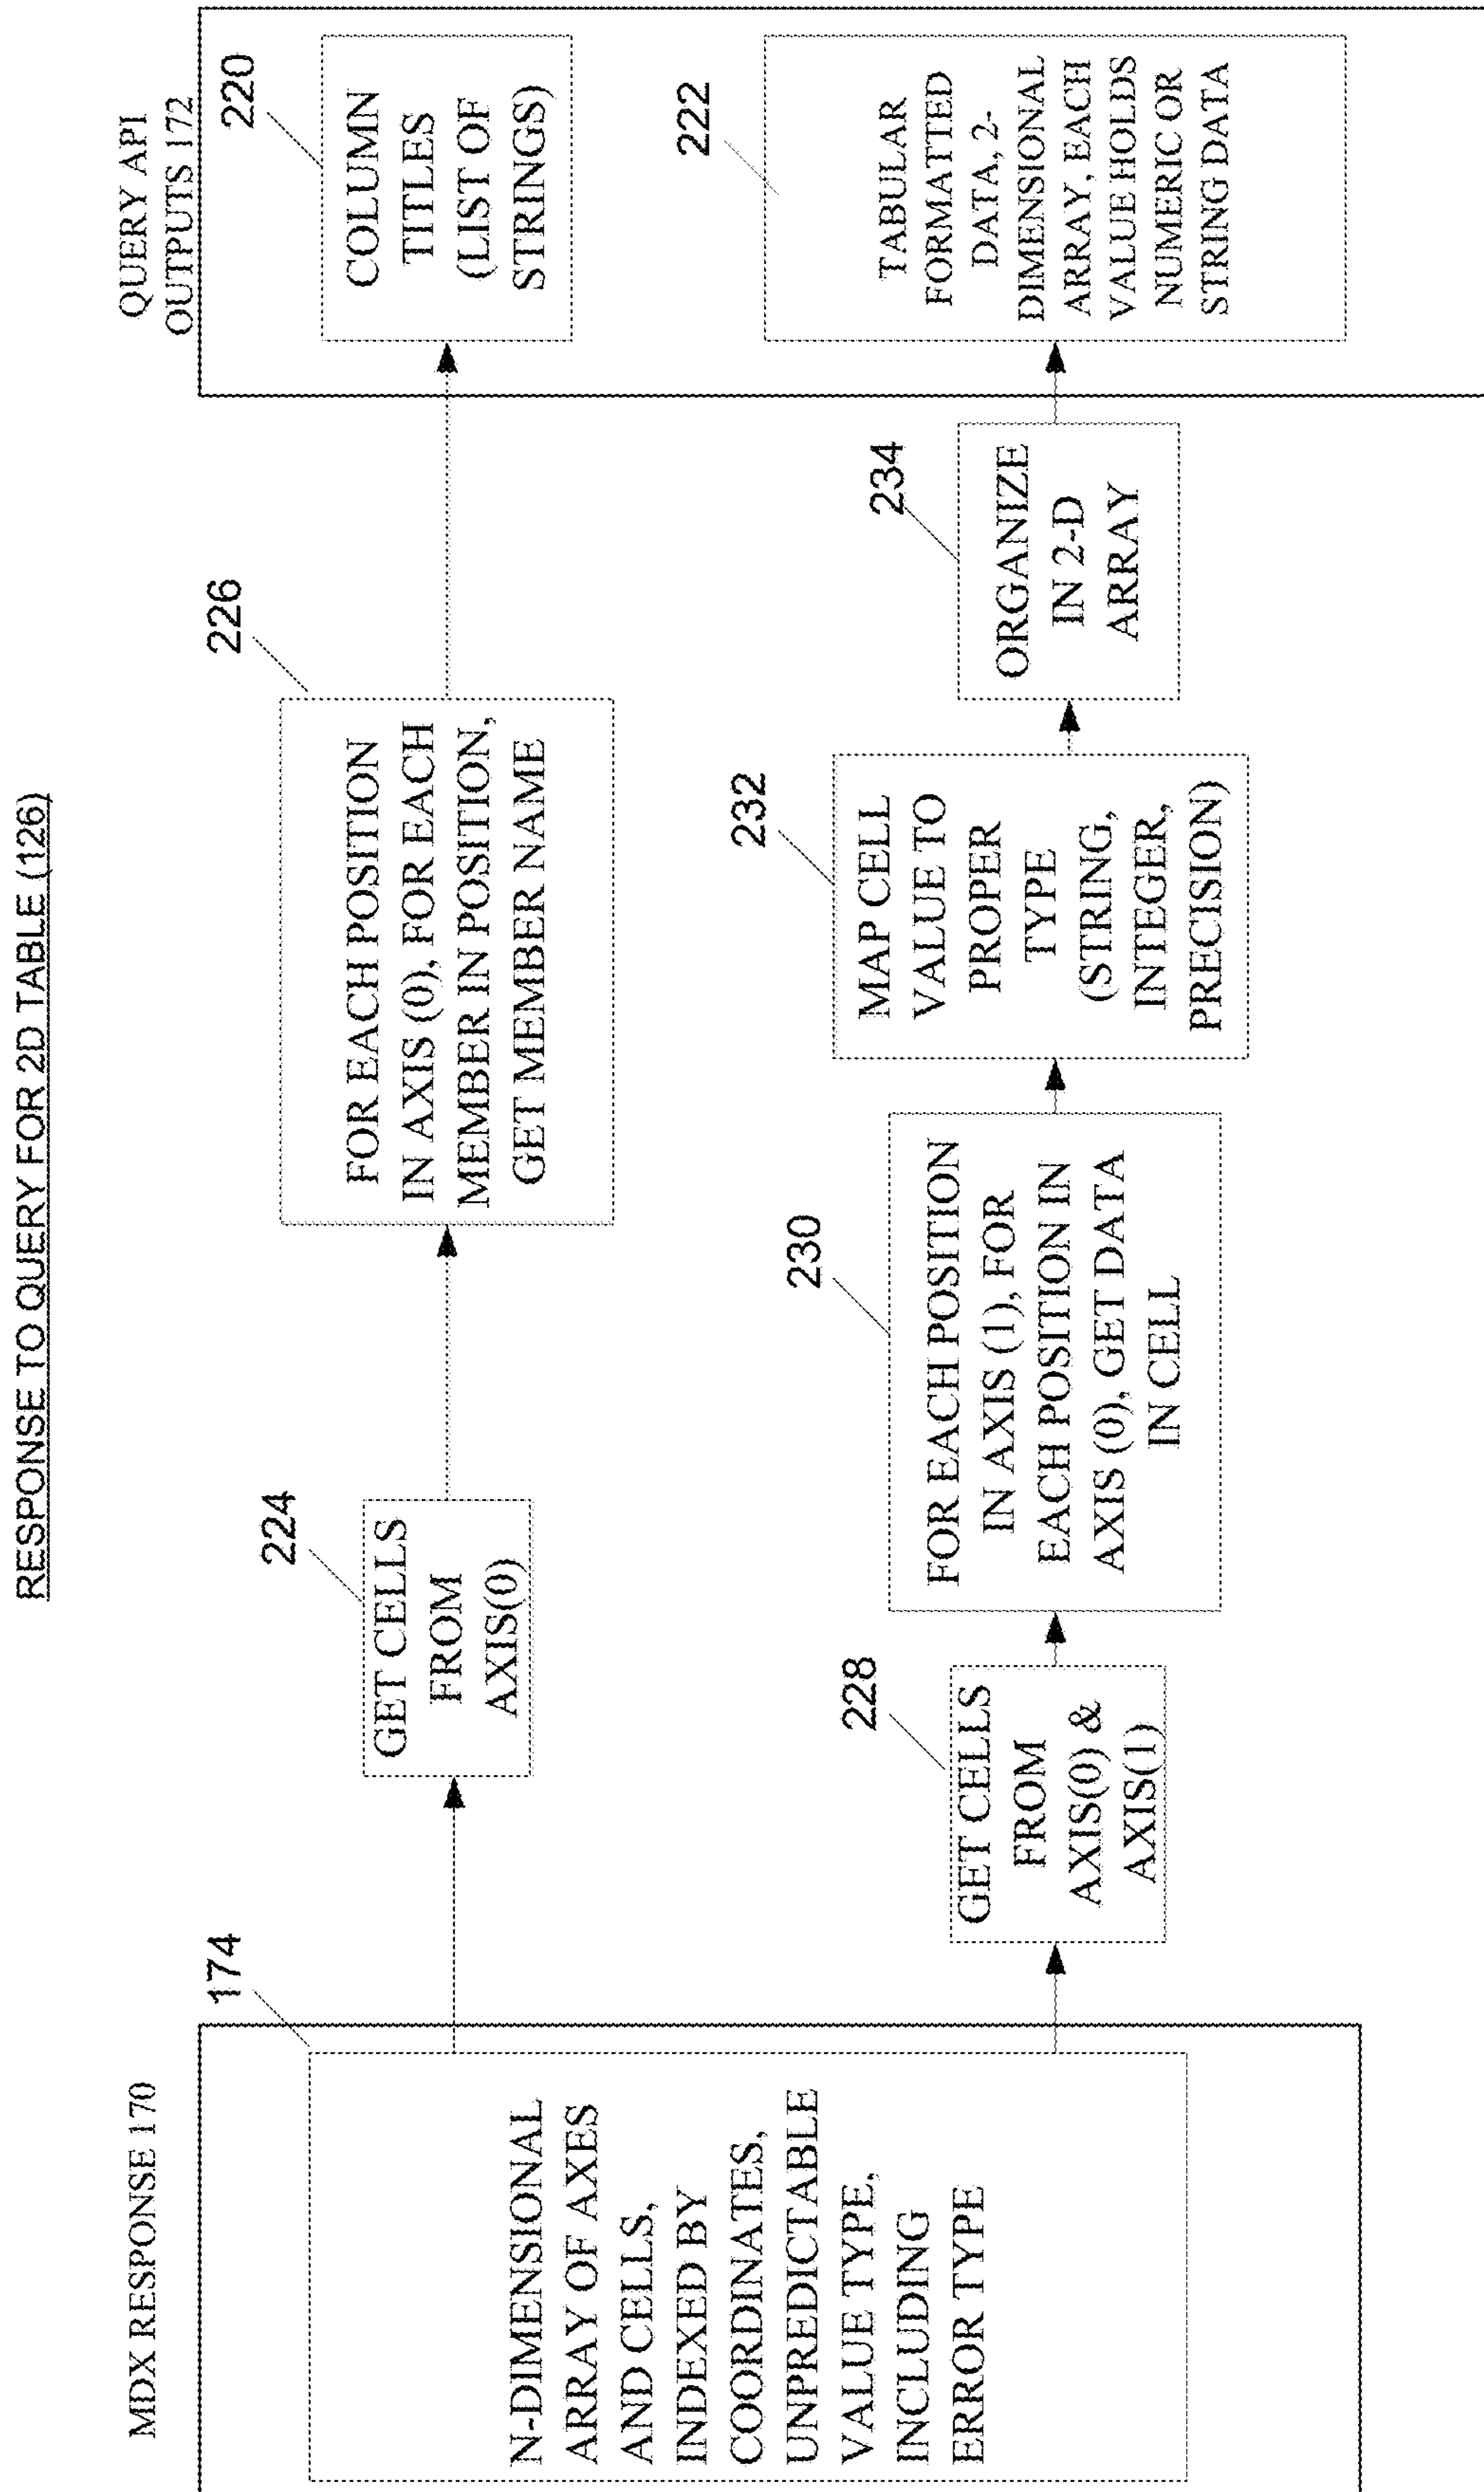 RESPONSE TO QUERY FOR 2D TABLE (126)
MDX RESPONSE 170
174
N-DIMENSIONAL
ARRAY OF AXES
AND CELLS,
INDEXED BY
COORDINATES,
UNPREDICTABLE
VALUE TYPE,
INCLUDING
ERROR TYPE
224
GET CELLS
FROM
AXIS(0)
226
FOR EACH POSITION
IN AXIS (0), FOR EACH
MEMBER IN POSITION,
GET MEMBER NAME
228
GET CELLS
FROM
AXIS(0) &
AXIS(1)
230
FOR EACH POSITION
IN AXIS (1), FOR
EACH POSITION IN
AXIS (0), GET DATA
IN CELL
232
MAP CELL
VALUE TO
PROPER
TYPE
(STRING,
INTEGER,
PRECISION)
234
ORGANIZE
IN 2-D
ARRAY
QUERY API
OUTPUTS 172
220
COLUMN
TITLES
(LIST OF
STRINGS)
222
TABULAR
FORMATTED
DATA, 2-
DIMENSIONAL
ARRAY, EACH
VALUE HOLDS
NUMERIC OR
STRING DATA